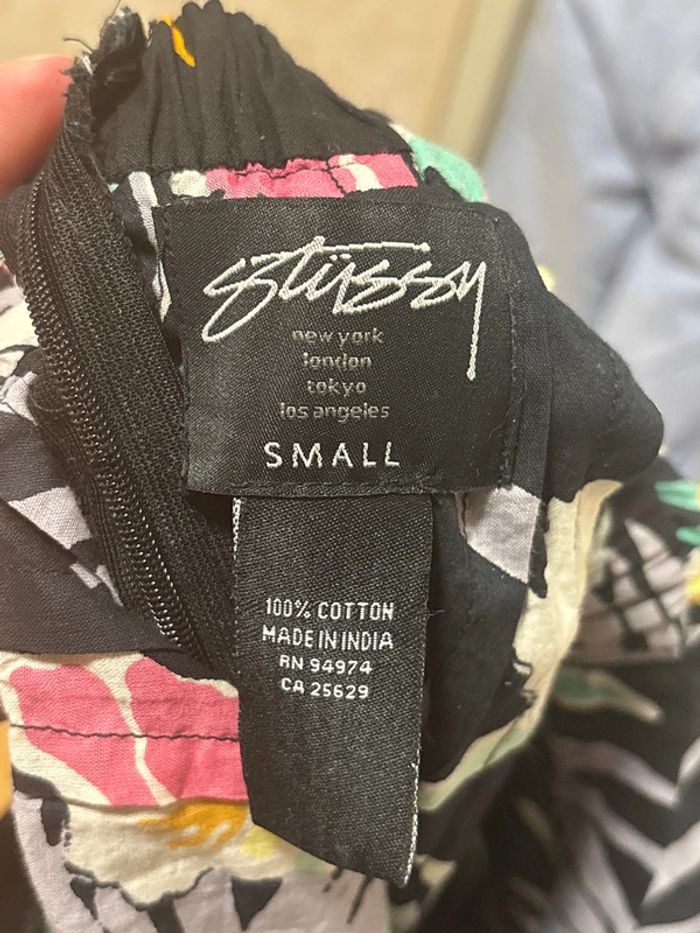 stüssy
new york
london
tokyo
los angeles
SMALL
100% COTTON
MADE IN INDIA
RN 94974
CA 25629